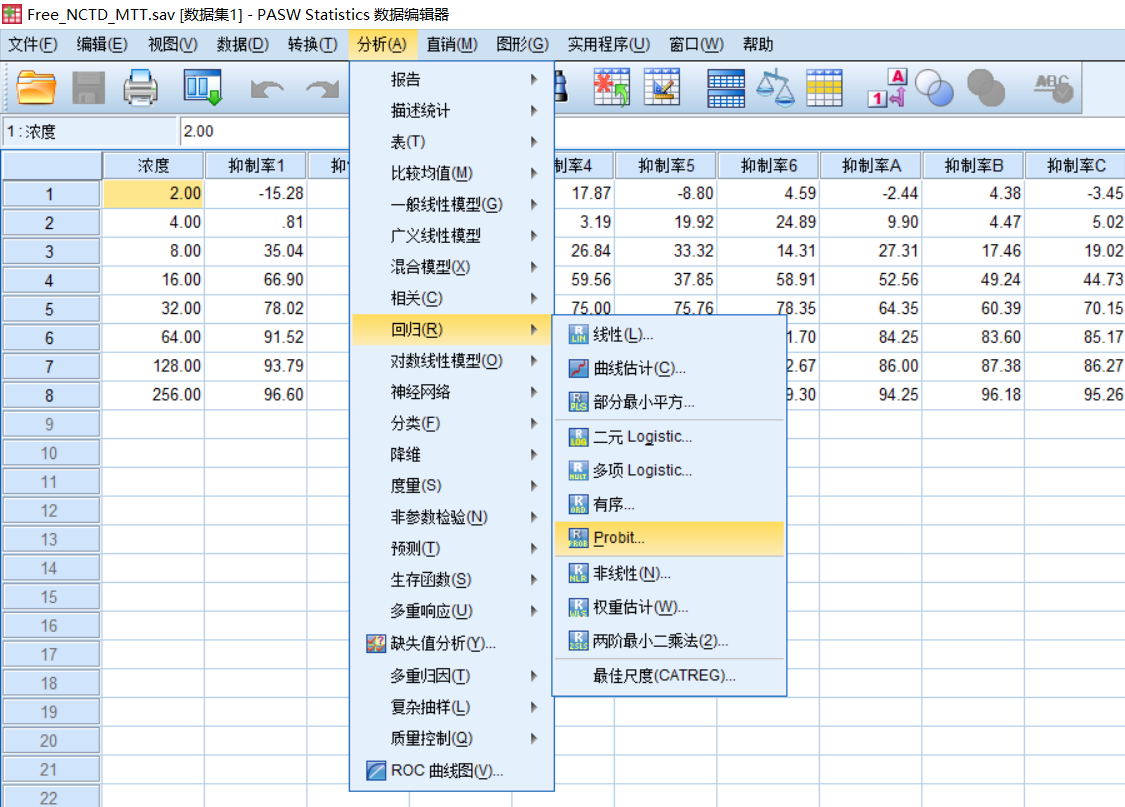 Free_NCTD_MTT.sav [数据集1] - PASW Statistics 数据编辑器
文件(F) 编辑(E) 视图(V) 数据(D) 转换(T) 分析(A) 直销(M) 图形(G) 实用程序(U) 窗口(W) 帮助
1 : 浓度 2.00
浓度 抑制率1 制率4 抑制率5 抑制率6 抑制率A 抑制率B 抑制率C
1 2.00 -15.28 17.87 -8.80 4.59 -2.44 4.38 -3.45
2 4.00 .81 3.19 19.92 24.89 9.90 4.47 5.02
3 8.00 35.04 26.84 33.32 14.31 27.31 17.46 19.02
4 16.00 66.90 59.56 37.85 58.91 52.56 49.24 44.73
5 32.00 78.02 75.00 75.76 78.35 64.35 60.39 70.15
6 64.00 91.52 1.70 84.25 83.60 85.17
7 128.00 93.79 2.67 86.00 87.38 86.27
8 256.00 96.60 9.30 94.25 96.18 95.26
9
10
11
12
13
14
15
16
17
18
19
20
21
22
报告
描述统计
表(T)
比较均值(M)
一般线性模型(G)
广义线性模型
混合模型(X)
相关(C)
回归(R)
对数线性模型(O)
神经网络
分类(F)
降维
度量(S)
非参数检验(N)
预测(T)
生存函数(S)
多重响应(U)
缺失值分析(Y)...
多重归因(T)
复杂抽样(L)
质量控制(Q)
ROC 曲线图(V)...
线性(L)...
曲线估计(C)...
部分最小平方...
二元 Logistic...
多项 Logistic...
有序...
Probit...
非线性(N)...
权重估计(W)...
两阶最小二乘法(2)...
最佳尺度(CATREG)...